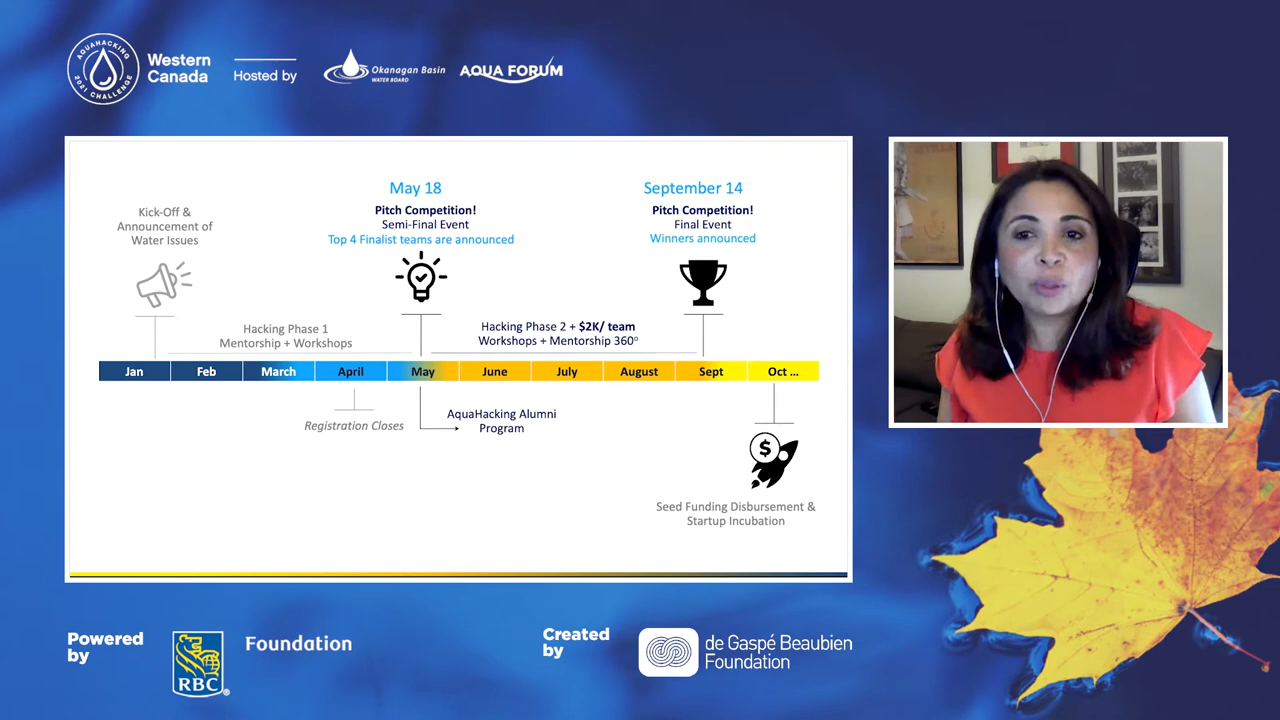 AQUAHACKING
2021 CHALLENGE
Western
Canada
Hosted by
Okanagan Basin
WATER BOARD
AQUA FORUM
May 18
Pitch Competition!
Semi-Final Event
Top 4 Finalist teams are announced
September 14
Pitch Competition!
Final Event
Winners announced
Kick-Off &
Announcement of
Water Issues
Hacking Phase 1
Mentorship + Workshops
Hacking Phase 2 + $2K/ team
Workshops + Mentorship 360°
Jan Feb March April May June July August Sept Oct ...
Registration Closes
AquaHacking Alumni
Program
$
Seed Funding Disbursement &
Startup Incubation
Powered
by
RBC®
Foundation
Created
by
de Gaspé Beaubien
Foundation